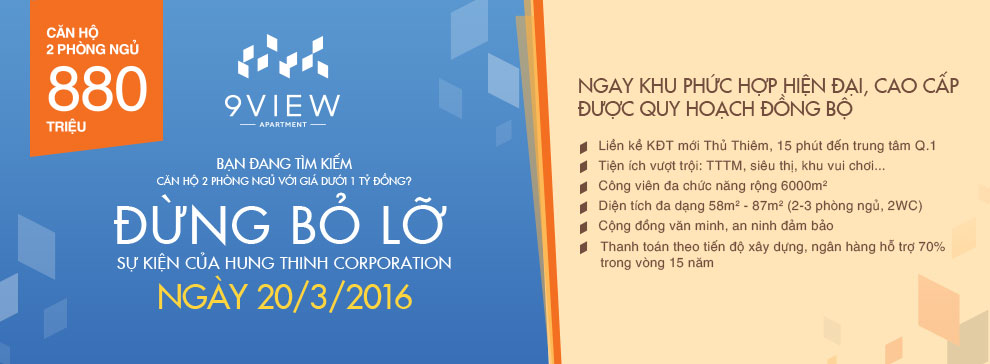 CĂN HỘ
2 PHÒNG NGỦ
880
TRIỆU
9VIEW
APARTMENT
BẠN ĐANG TÌM KIẾM
CĂN HỘ 2 PHÒNG NGỦ VỚI GIÁ DƯỚI 1 TỶ ĐỒNG?
ĐỪNG BỎ LỠ
SỰ KIỆN CỦA HUNG THINH CORPORATION
NGÀY 20/3/2016
NGAY KHU PHỨC HỢP HIỆN ĐẠI, CAO CẤP
ĐƯỢC QUY HOẠCH ĐỒNG BỘ
Liền kề KĐT mới Thủ Thiêm, 15 phút đến trung tâm Q.1
Tiện ích vượt trội: TTTM, siêu thị, khu vui chơi...
Công viên đa chức năng rộng 6000m²
Diện tích đa dạng 58m² - 87m² (2-3 phòng ngủ, 2WC)
Cộng đồng văn minh, an ninh đảm bảo
Thanh toán theo tiến độ xây dựng, ngân hàng hỗ trợ 70%
trong vòng 15 năm